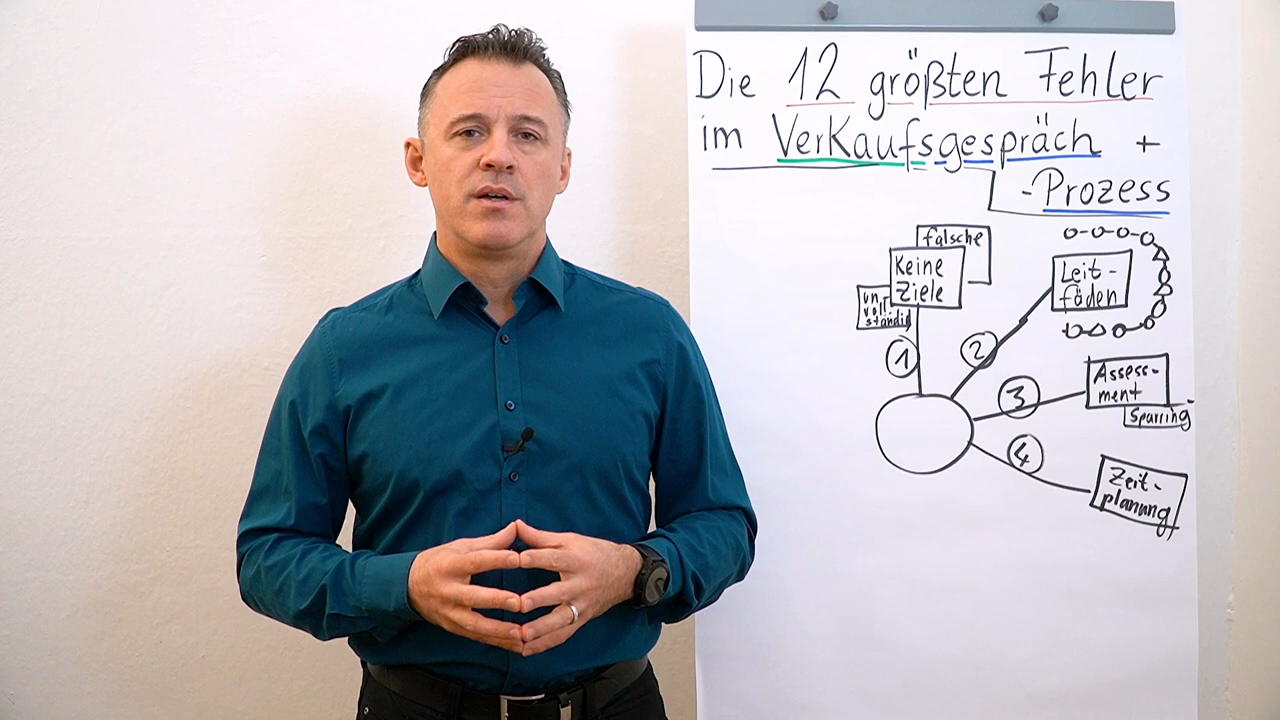 Die 12 größten Fehler
im Verkaufsgespräch +
-Prozess
falsche
Keine
Ziele
un
voll
ständig
1
Leit-
fäden
2
3
Assess-
ment
Sparring
4
Zeit-
planung